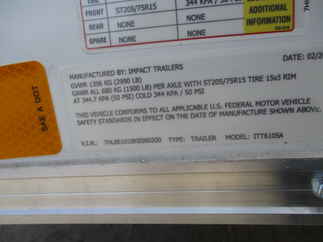 FRONT ST205/75R15 344 KPA / 50 PSI
REAR NONE NONE
SPARE NONE NONE
ADDITIONAL
INFORMATION
DATE: 02/2
MANUFACTURED BY: IMPACT TRAILERS
GVWR 1356 KG (2990 LB)
GAWR ALL 680 KG (1500 LB) PER AXLE WITH ST205/75R15 TIRE 15x5 RIM
AT 344.7 KPA (50 PSI) COLD 344 KPA / 50 PSI
THIS VEHICLE CONFORMS TO ALL APPLICABLE U.S. FEDERAL MOTOR VEHICLE
SAFETY STANDARDS IN EFFECT ON THE DATE OF MANUFACTURE SHOWN ABOVE.
V.I.N.: TYPE: TRAILER MODEL: ITT610SA